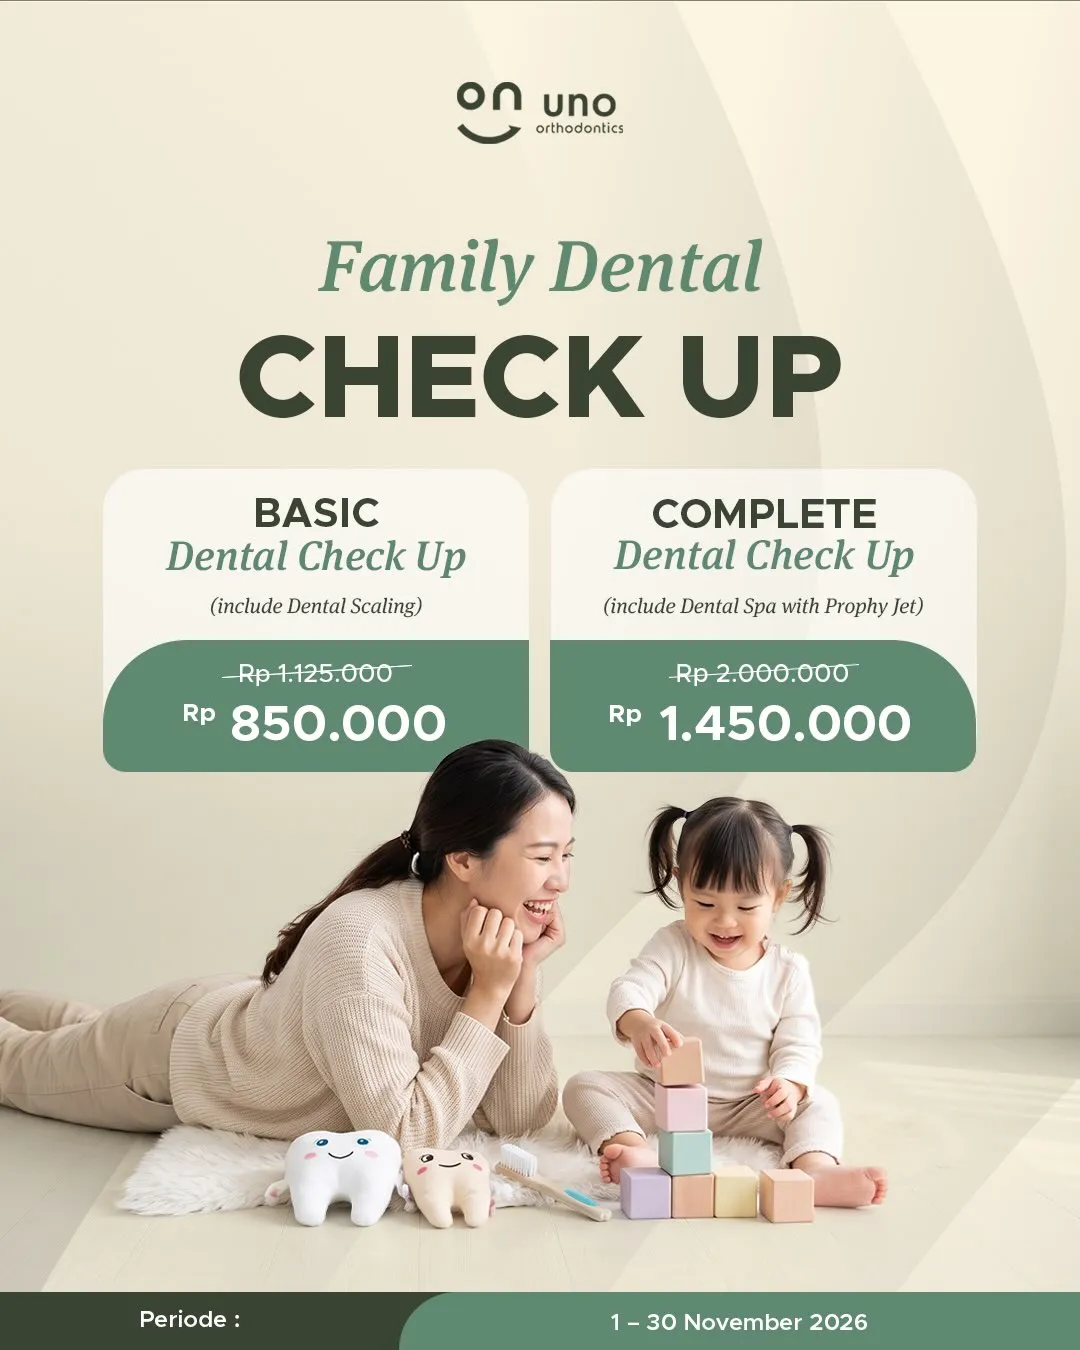 on uno
orthodontics
Family Dental
CHECK UP
BASIC
Dental Check Up
(include Dental Scaling)
Rp 1.125.000
Rp 850.000
COMPLETE
Dental Check Up
(include Dental Spa with Prophy Jet)
Rp 2.000.000
Rp 1.450.000
Periode :
1 – 30 November 2026